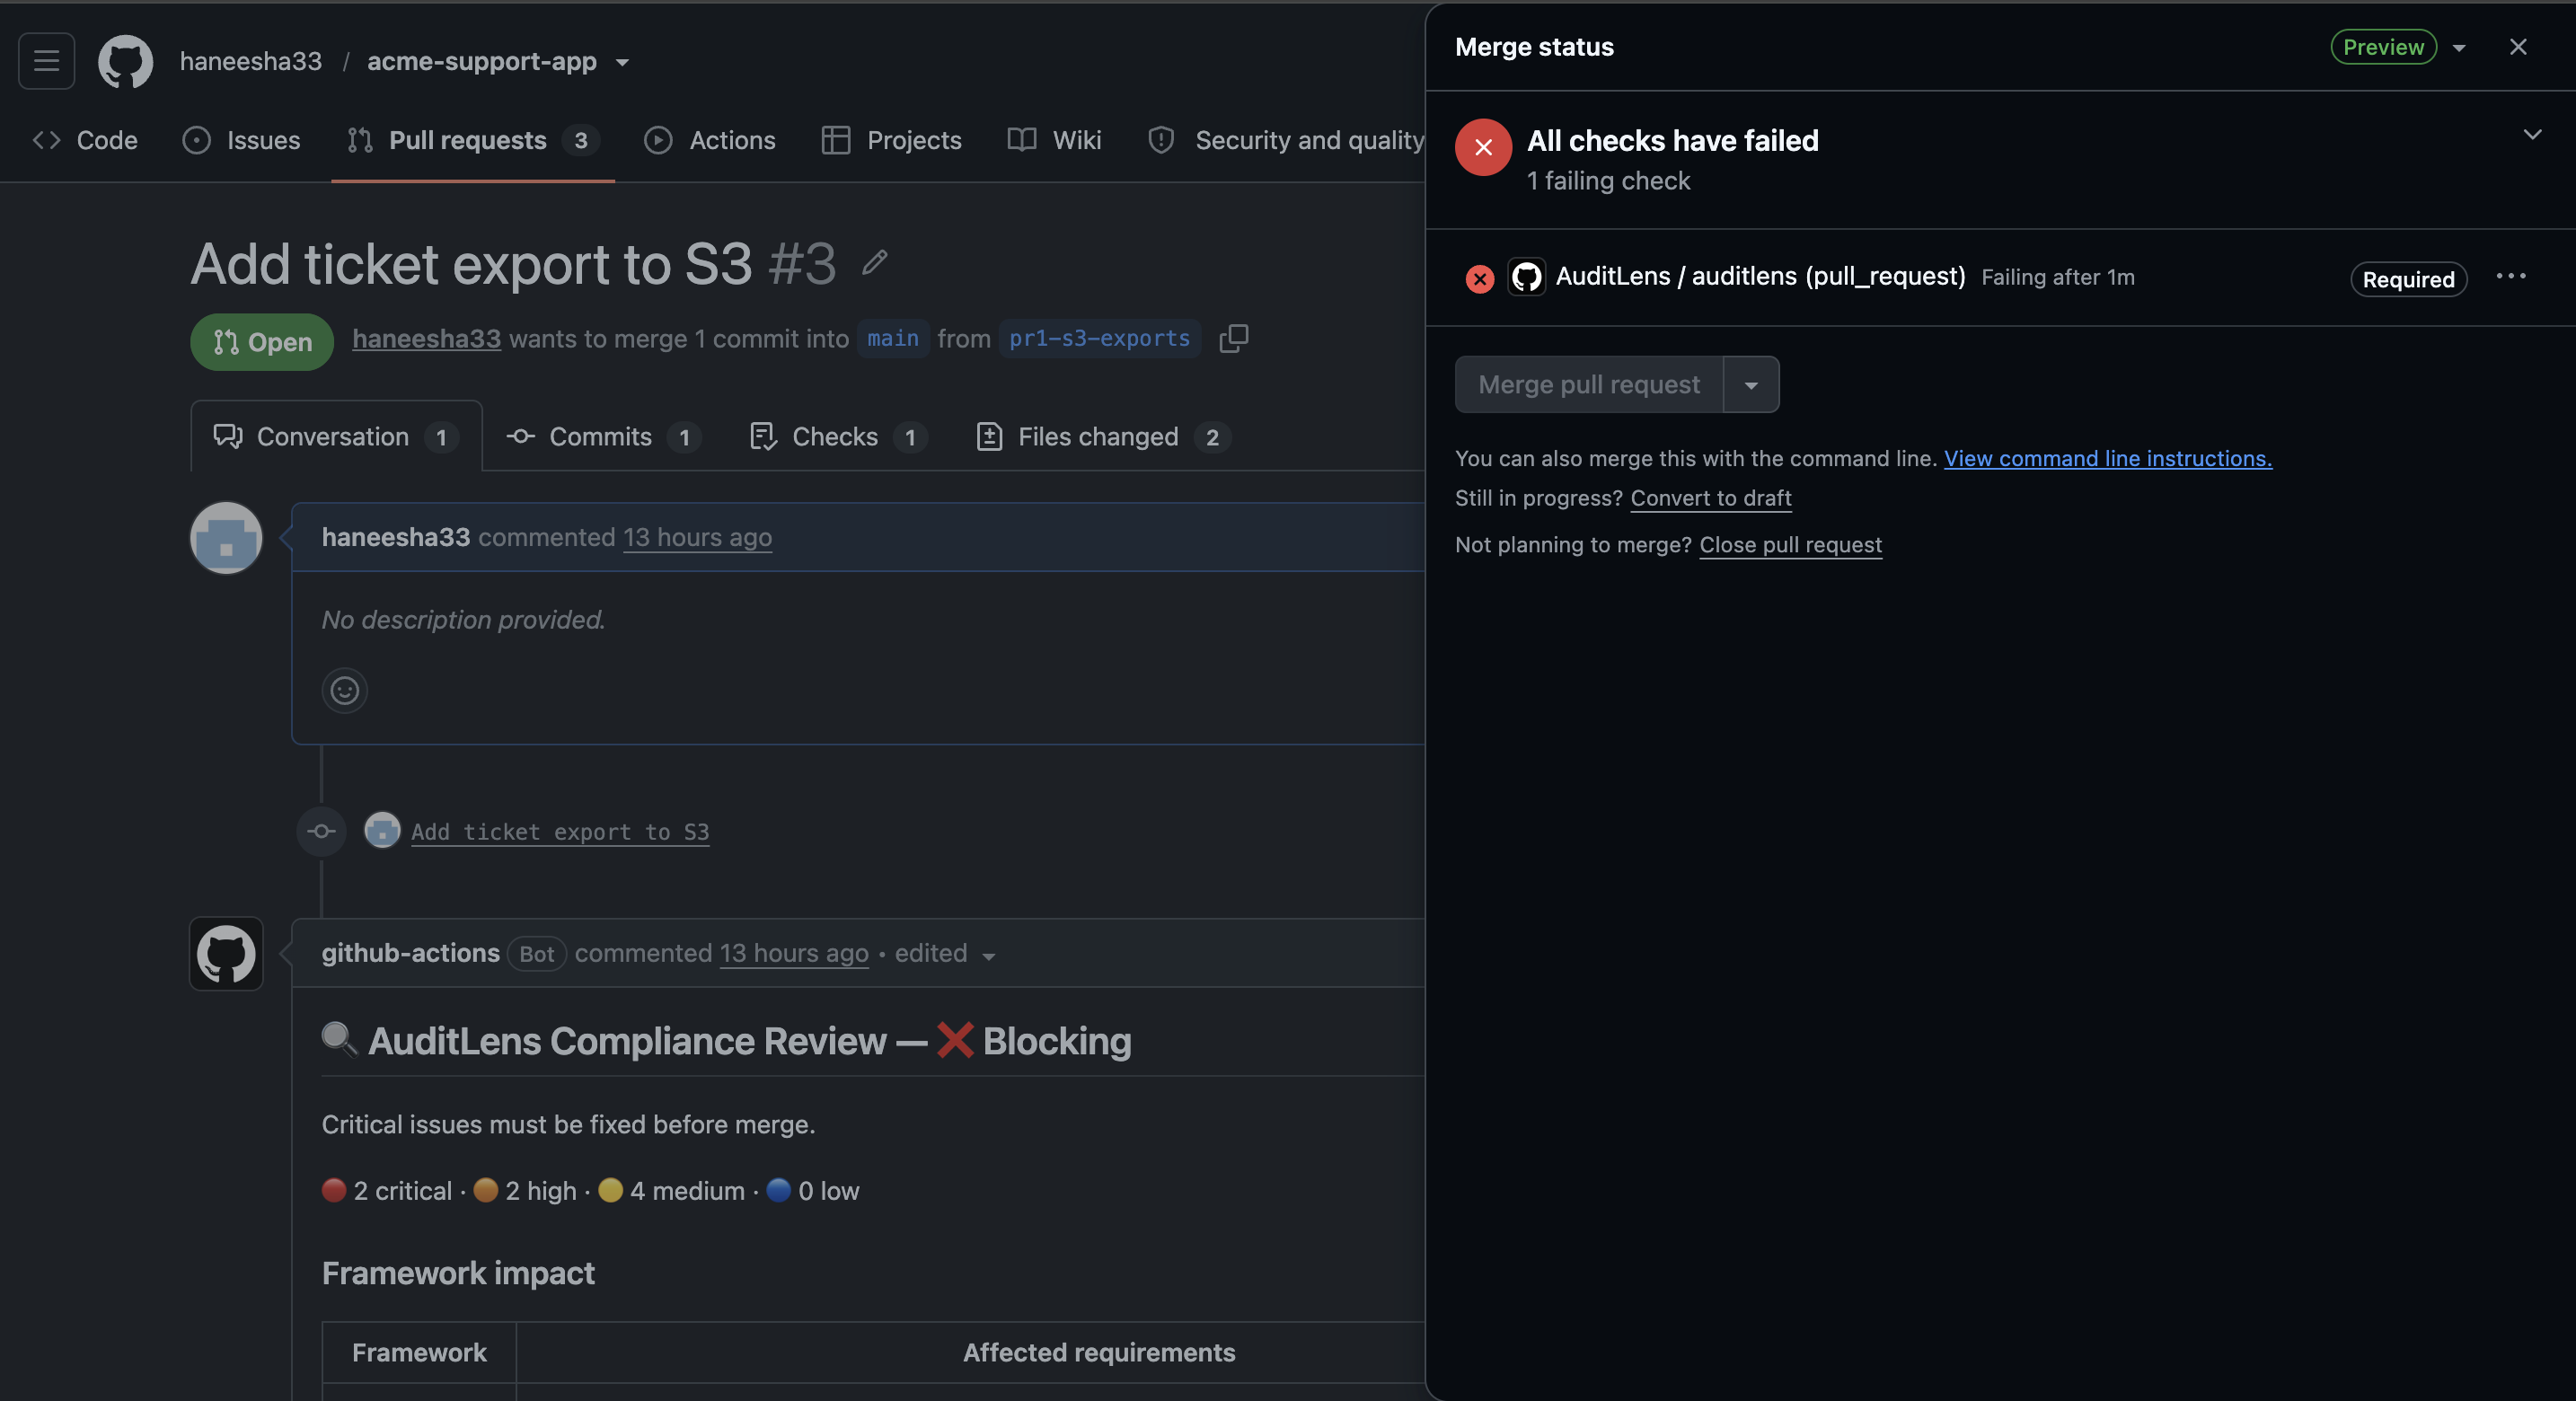 haneesha33 / acme-support-app
Code Issues Pull requests 3 Actions Projects Wiki Security and quality
Add ticket export to S3 #3
Open haneesha33 wants to merge 1 commit into main from pr1-s3-exports
Conversation 1 Commits 1 Checks 1 Files changed 2
haneesha33 commented 13 hours ago
No description provided.
Add ticket export to S3
github-actions Bot commented 13 hours ago • edited
AuditLens Compliance Review — ❌ Blocking
Critical issues must be fixed before merge.
🔴 2 critical · 🟠 2 high · 🟡 4 medium · 🔵 0 low
Framework impact
Framework Affected requirements
Merge status Preview
All checks have failed
1 failing check
AuditLens / auditlens (pull_request) Failing after 1m Required
Merge pull request
You can also merge this with the command line. View command line instructions.
Still in progress? Convert to draft
Not planning to merge? Close pull request